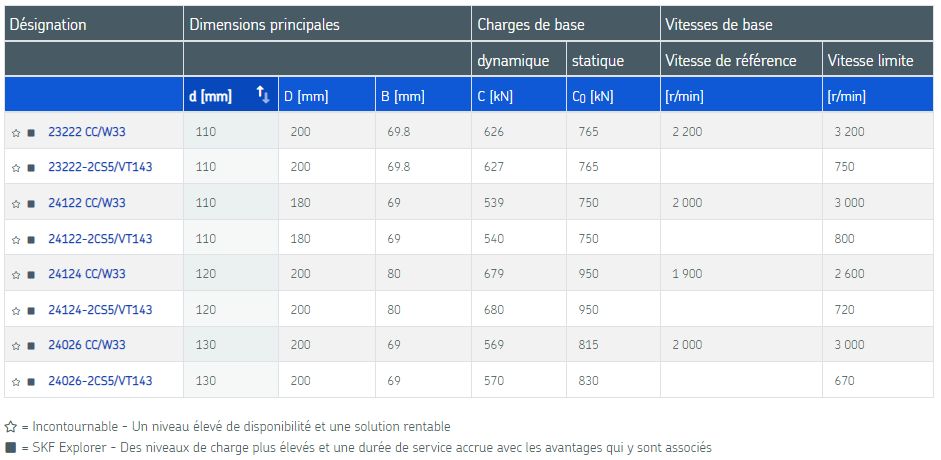 Désignation Dimensions principales Charges de base Vitesses de base
dynamique statique Vitesse de référence Vitesse limite
d [mm] D [mm] B [mm] C [kN] C0 [kN] [r/min] [r/min]
☆ ■ 23222 CC/W33 110 200 69.8 626 765 2 200 3 200
☆ ■ 23222-2CS5/VT143 110 200 69.8 627 765 750
☆ ■ 24122 CC/W33 110 180 69 539 750 2 000 3 000
☆ ■ 24122-2CS5/VT143 110 180 69 540 750 800
☆ ■ 24124 CC/W33 120 200 80 679 950 1 900 2 600
☆ ■ 24124-2CS5/VT143 120 200 80 680 950 720
☆ ■ 24026 CC/W33 130 200 69 569 815 2 000 3 000
☆ ■ 24026-2CS5/VT143 130 200 69 570 830 670
☆ = Incontournable - Un niveau élevé de disponibilité et une solution rentable
■ = SKF Explorer - Des niveaux de charge plus élevés et une durée de service accrue avec les avantages qui y sont associés